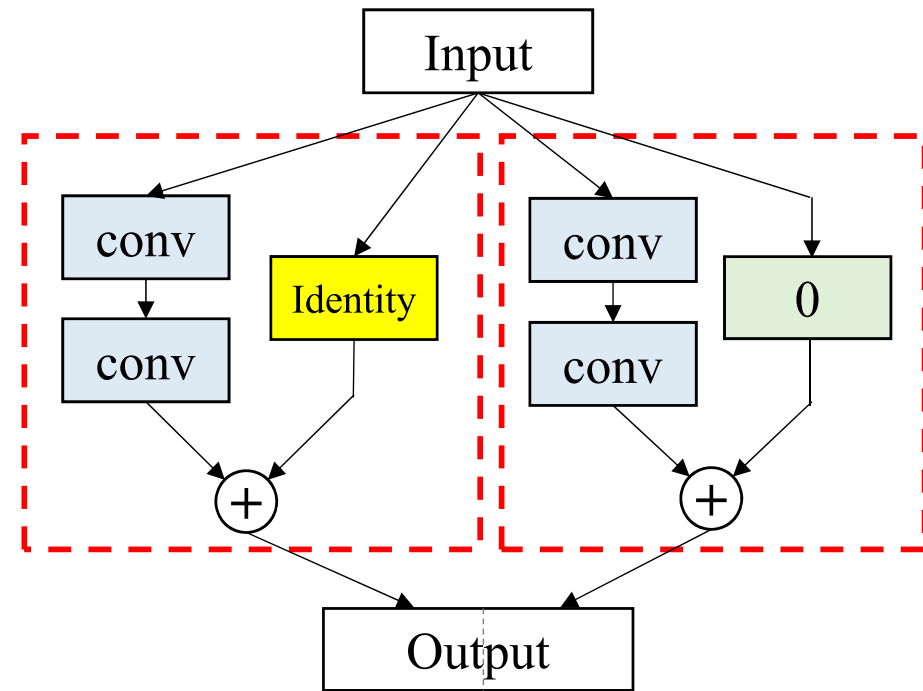 Input
conv
conv
Identity
+
conv
conv
0
+
Output